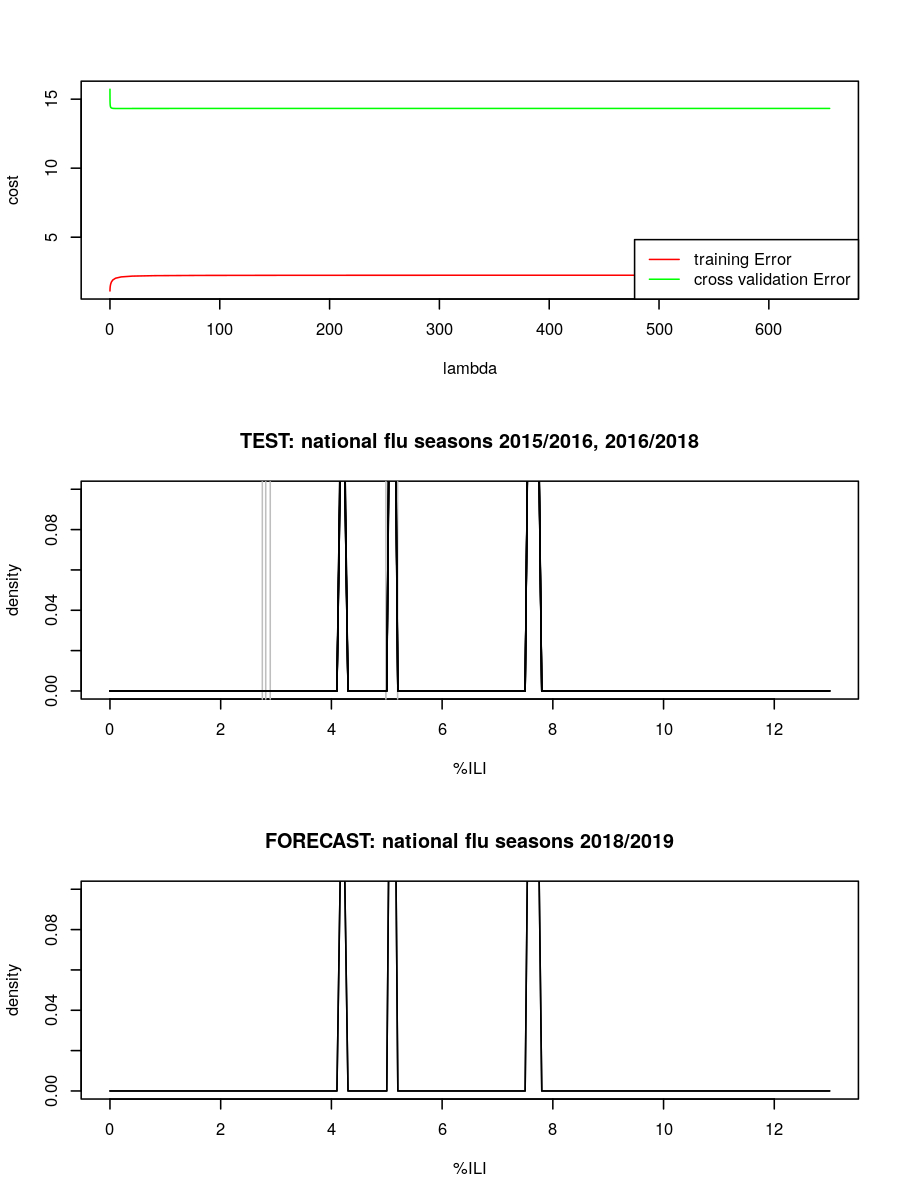 cost
15
10
5
training Error
cross validation Error
0 100 200 300 400 500 600
lambda
TEST: national flu seasons 2015/2016, 2016/2018
density
0.08
0.04
0.00
0 2 4 6 8 10 12
%ILI
FORECAST: national flu seasons 2018/2019
density
0.08
0.04
0.00
0 2 4 6 8 10 12
%ILI